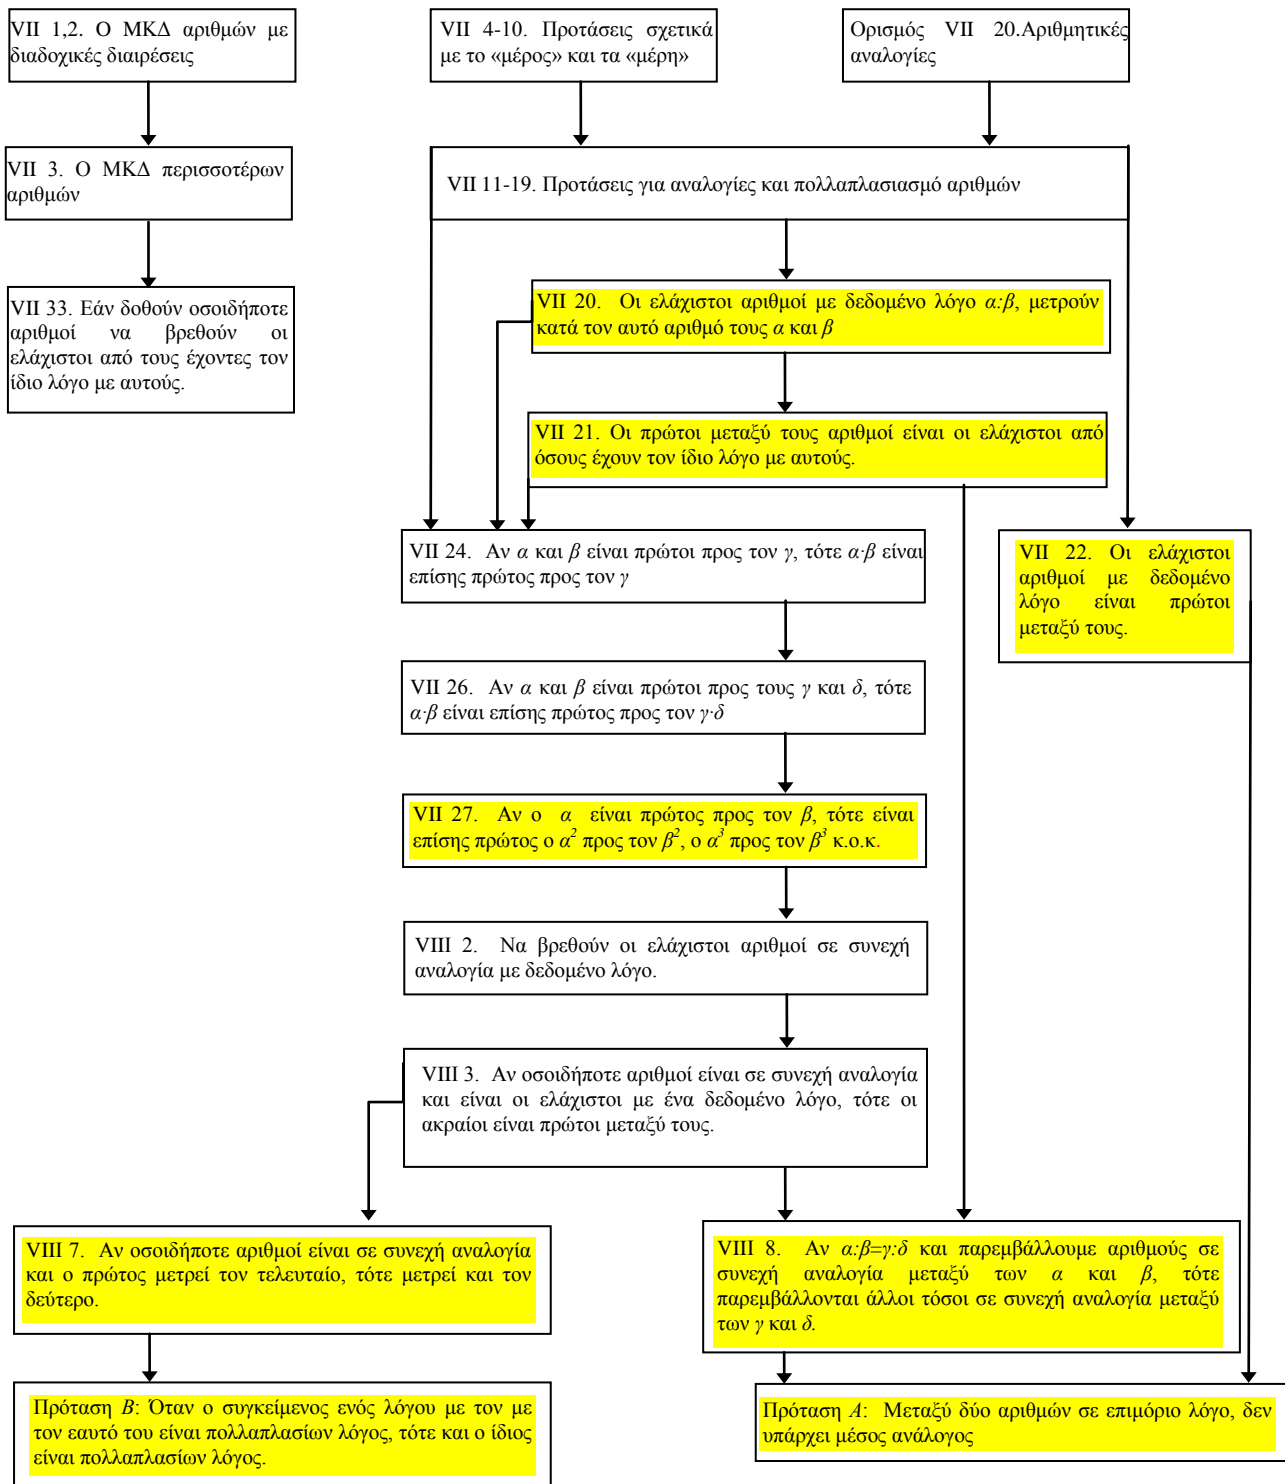 VII 1,2. Ο ΜΚΔ αριθμών με
διαδοχικές διαιρέσεις
VII 4-10. Προτάσεις σχετικά
με το «μέρος» και τα «μέρη»
Ορισμός VII 20.Αριθμητικές
αναλογίες
VII 3. Ο ΜΚΔ περισσοτέρων
αριθμών
VII 11-19. Προτάσεις για αναλογίες και πολλαπλασιασμό αριθμών
VII 33. Εάν δοθούν οσοιδήποτε
αριθμοί να βρεθούν οι
ελάχιστοι από τους έχοντες τον
ίδιο λόγο με αυτούς.
VII 20. Οι ελάχιστοι αριθμοί με δεδομένο λόγο α:β, μετρούν
κατά τον αυτό αριθμό τους α και β
VII 21. Οι πρώτοι μεταξύ τους αριθμοί είναι οι ελάχιστοι από
όσους έχουν τον ίδιο λόγο με αυτούς.
VII 24. Αν α και β είναι πρώτοι προς τον γ, τότε α·β είναι
επίσης πρώτος προς τον γ
VII 22. Οι ελάχιστοι
αριθμοί με δεδομένο
λόγο είναι πρώτοι
μεταξύ τους.
VII 26. Αν α και β είναι πρώτοι προς τους γ και δ, τότε
α·β είναι επίσης πρώτος προς τον γ·δ
VII 27. Αν ο α είναι πρώτος προς τον β, τότε είναι
επίσης πρώτος ο α² προς τον β², ο α³ προς τον β³ κ.ο.κ.
VIII 2. Να βρεθούν οι ελάχιστοι αριθμοί σε συνεχή
αναλογία με δεδομένο λόγο.
VIII 3. Αν οσοιδήποτε αριθμοί είναι σε συνεχή αναλογία
και είναι οι ελάχιστοι με ένα δεδομένο λόγο, τότε οι
ακραίοι είναι πρώτοι μεταξύ τους.
VIII 7. Αν οσοιδήποτε αριθμοί είναι σε συνεχή αναλογία
και ο πρώτος μετρεί τον τελευταίο, τότε μετρεί και τον
δεύτερο.
VIII 8. Αν α:β=γ:δ και παρεμβάλλουμε αριθμούς σε
συνεχή αναλογία μεταξύ των α και β, τότε
παρεμβάλλονται άλλοι τόσοι σε συνεχή αναλογία μεταξύ
των γ και δ.
Πρόταση Β: Όταν ο συγκείμενος ενός λόγου με τον με
τον εαυτό του είναι πολλαπλασίων λόγος, τότε και ο ίδιος
είναι πολλαπλασίων λόγος.
Πρόταση Α: Μεταξύ δύο αριθμών σε επιμόριο λόγο, δεν
υπάρχει μέσος ανάλογος